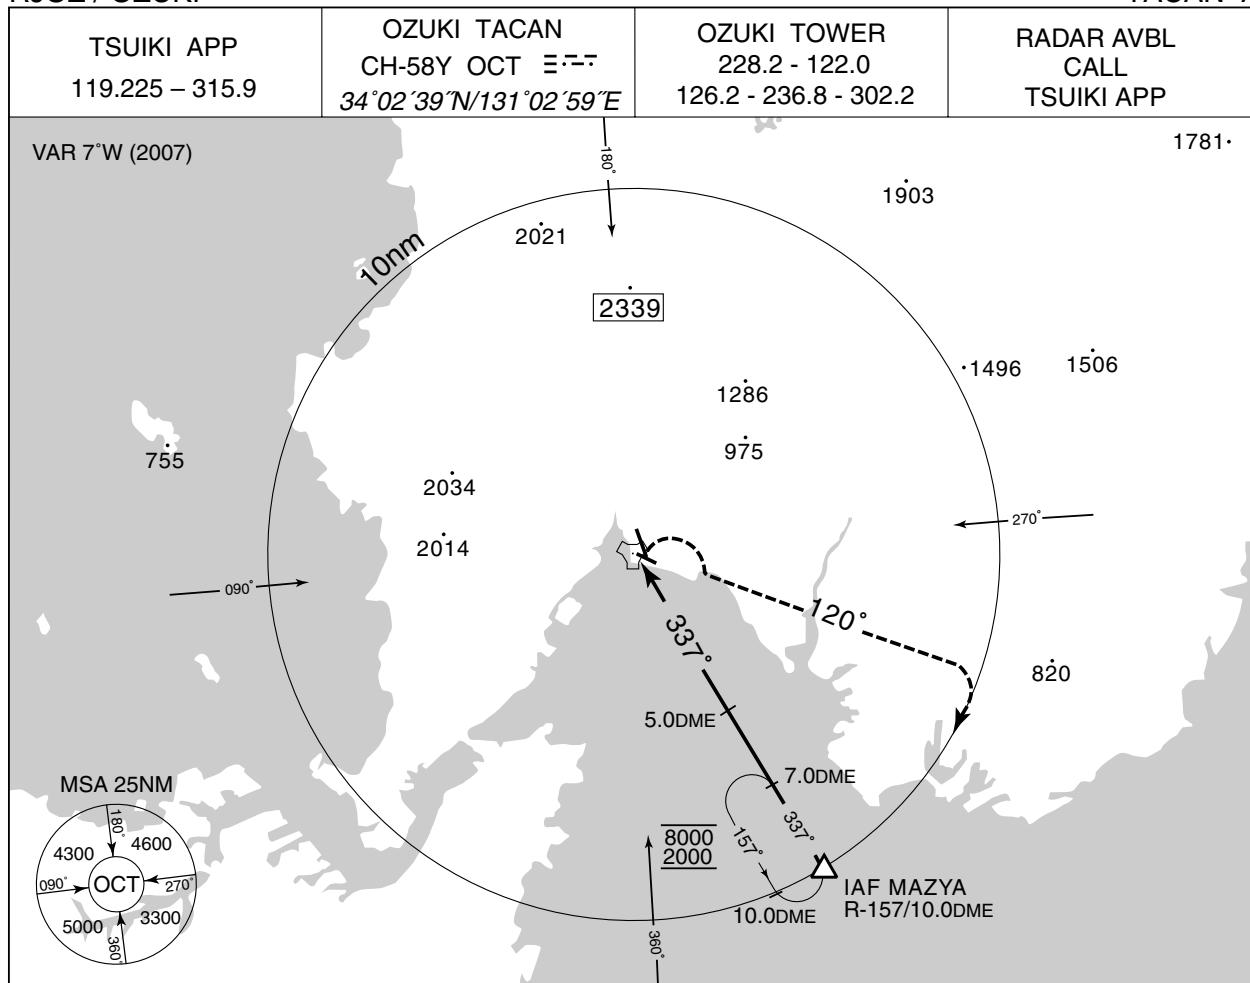 TSUIKI APP
119.225 – 315.9
OZUKI TACAN
CH-58Y OCT
34°02´39˝N/131°02´59˝E
OZUKI TOWER
228.2 - 122.0
126.2 - 236.8 - 302.2
RADAR AVBL
CALL
TSUIKI APP
VAR 7°W (2007)
180°
1781
1903
2021
10nm
2339
1496
1506
1286
975
755
2034
2014
270°
090°
120°
337°
820
5.0DME
7.0DME
337°
157°
8000
2000
IAF MAZYA
R-157/10.0DME
10.0DME
360°
MSA 25NM
180°
4300
4600
090°
OCT
270°
5000
3300
360°